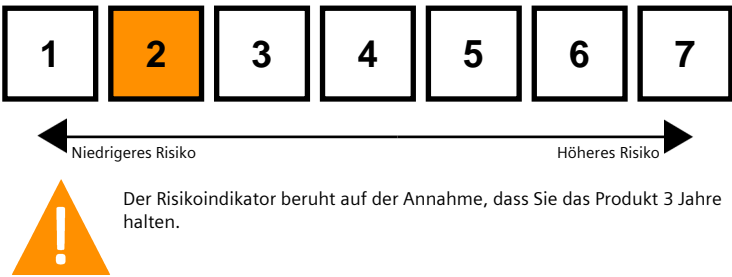 1 2 3 4 5 6 7
Niedrigeres Risiko Höheres Risiko
Der Risikoindikator beruht auf der Annahme, dass Sie das Produkt 3 Jahre
halten.